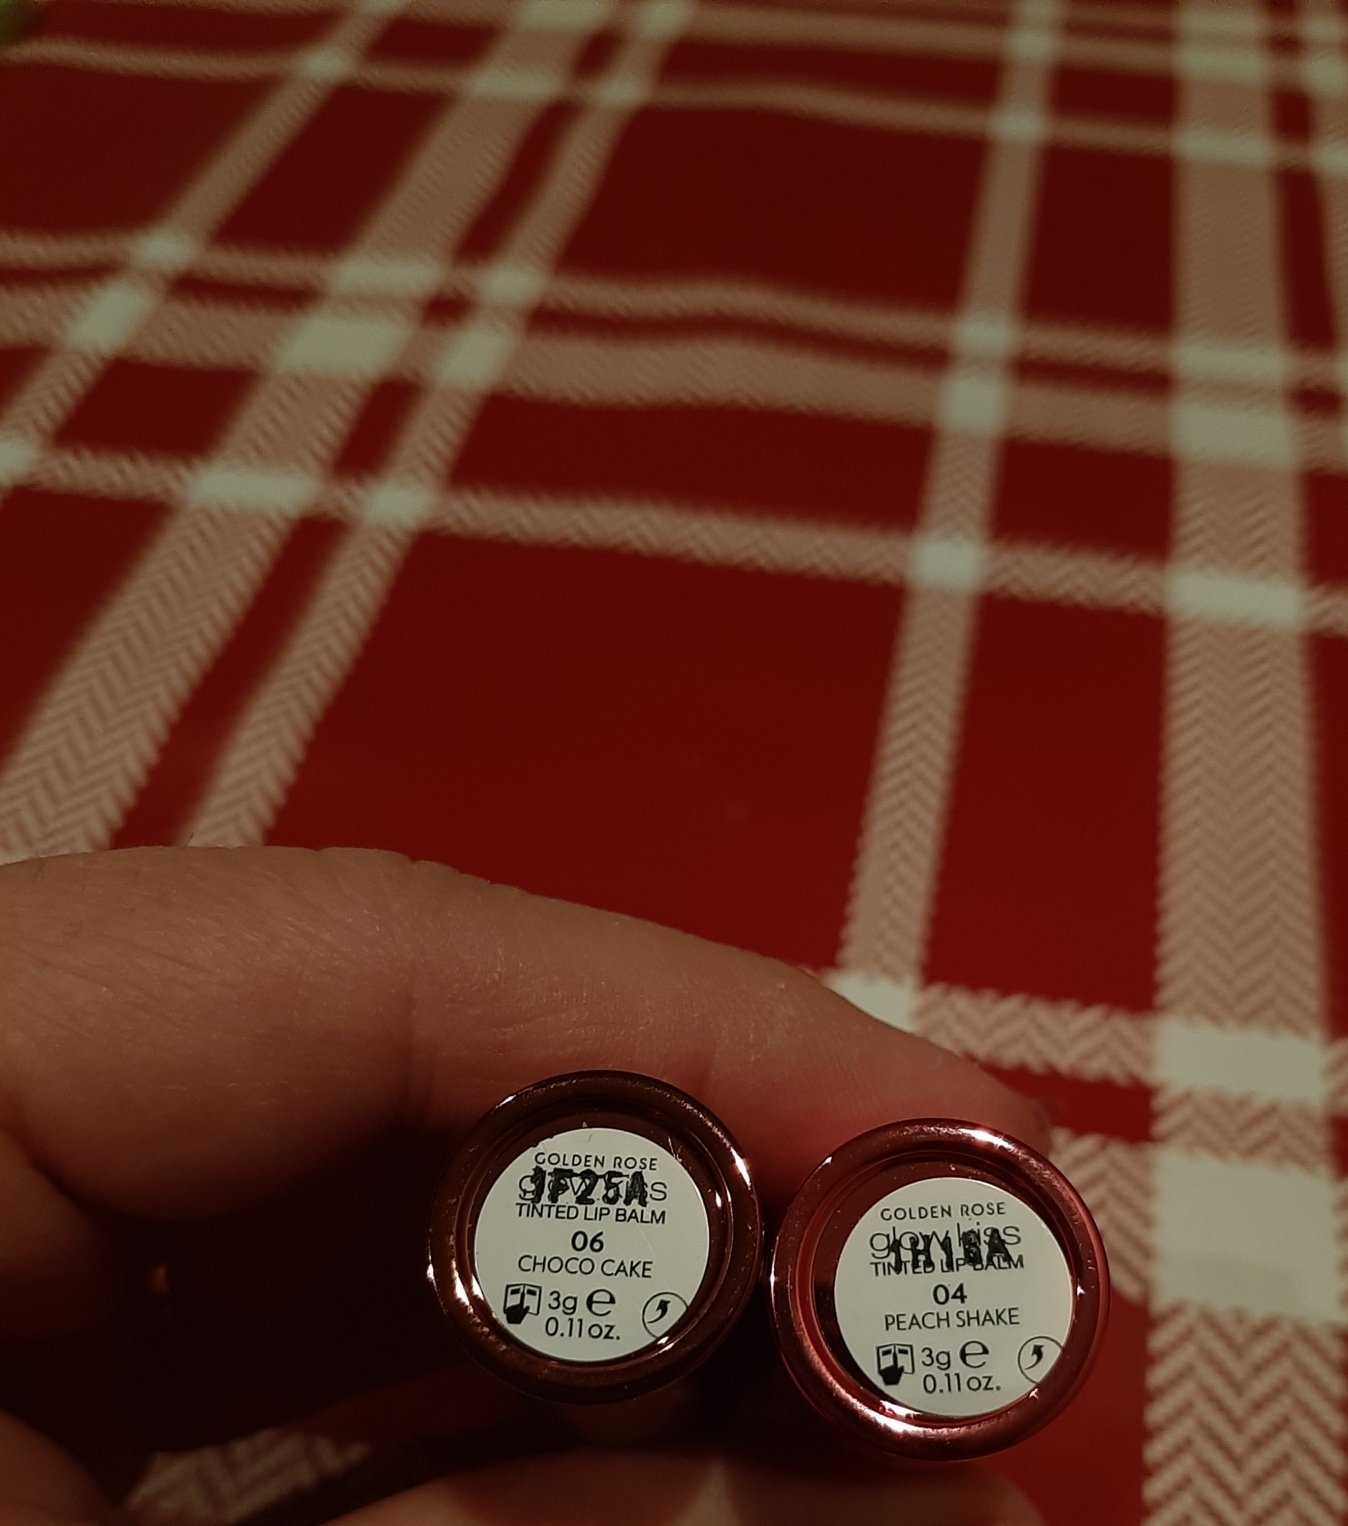 GOLDEN ROSE
glow kiss
1F25A
TINTED LIP BALM
06
CHOCO CAKE
3g e
0.11 oz.
GOLDEN ROSE
glow kiss
TINTED LIP BALM
04
PEACH SHAKE
3g e
0.11 oz.